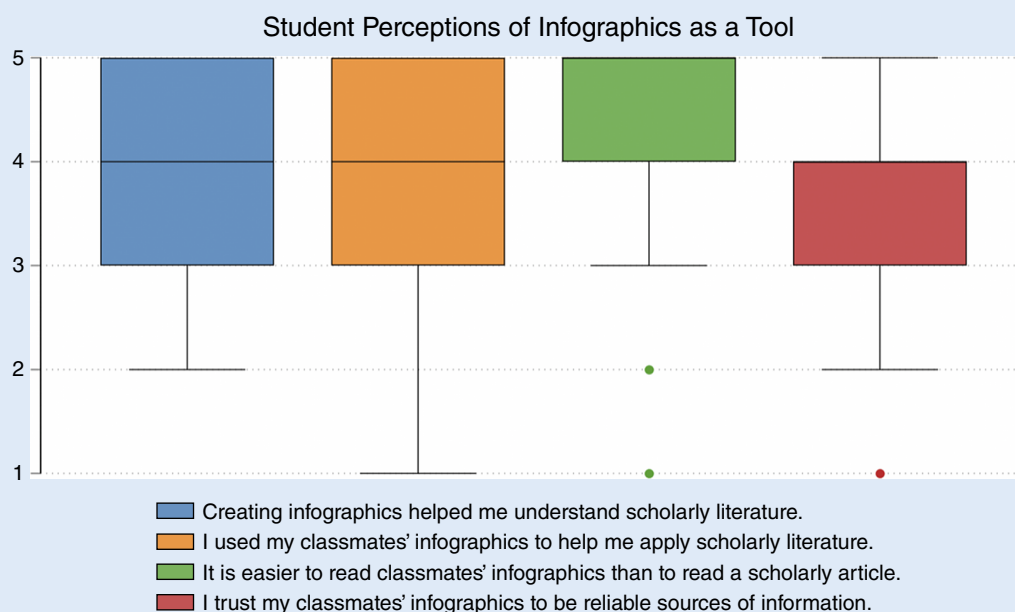 Student Perceptions of Infographics as a Tool
5
4
3
2
1
Creating infographics helped me understand scholarly literature.
I used my classmates’ infographics to help me apply scholarly literature.
It is easier to read classmates’ infographics than to read a scholarly article.
I trust my classmates’ infographics to be reliable sources of information.